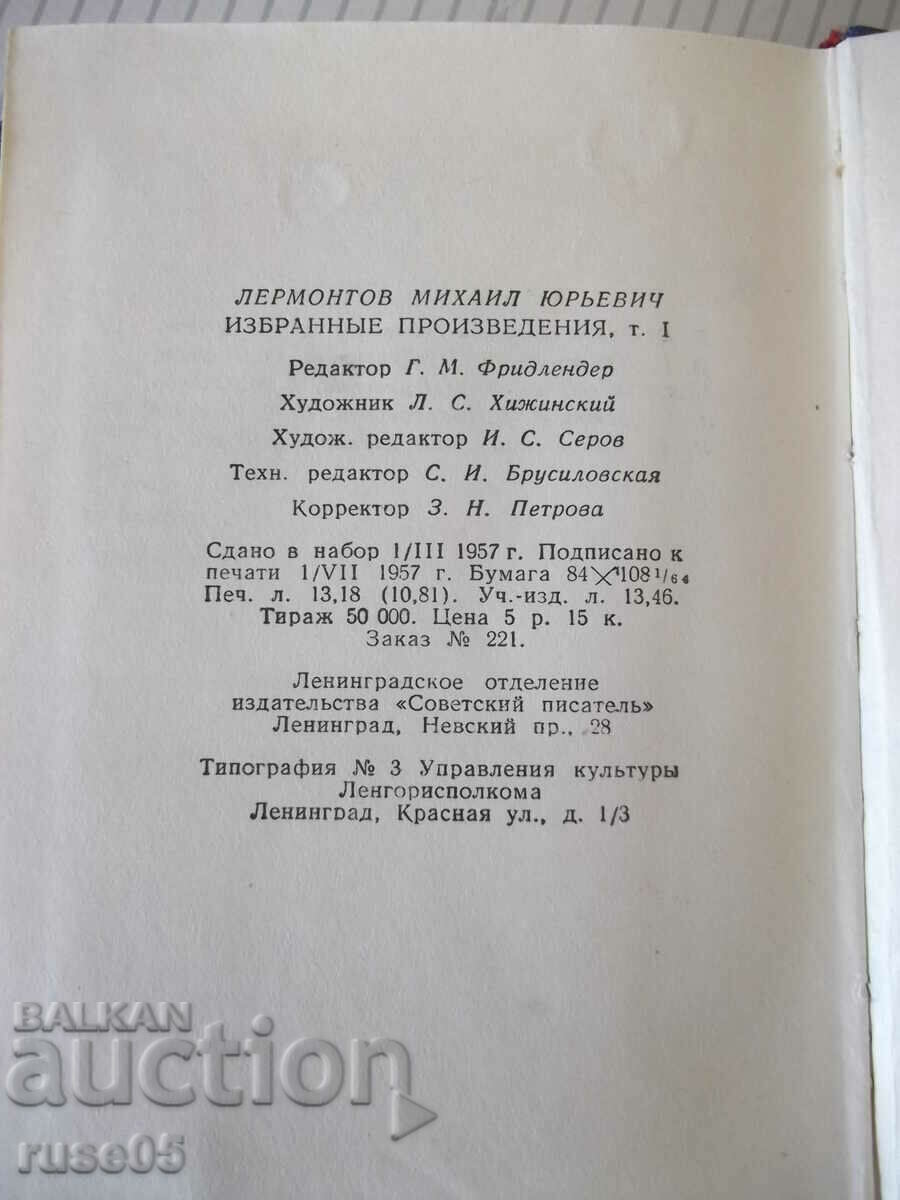 ЛЕРМОНТОВ МИХАИЛ ЮРЬЕВИЧ
ИЗБРАННЫЕ ПРОИЗВЕДЕНИЯ, т. I
Редактор Г. М. Фридлендер
Художник Л. С. Хижинский
Худож. редактор И. С. Серов
Техн. редактор С. И. Брусиловская
Корректор З. Н. Петрова
Сдано в набор 1/III 1957 г. Подписано к
печати 1/VII 1957 г. Бумага 84×108 1/64
Печ. л. 13,18 (10,81). Уч.-изд. л. 13,46.
Тираж 50 000. Цена 5 р. 15 к.
Заказ № 221.
Ленинградское отделение
издательства «Советский писатель»
Ленинград, Невский пр., 28
Типография № 3 Управления культуры
Ленгорисполкома
Ленинград, Красная ул., д. 1/3
BALKAN
auction
ruse05